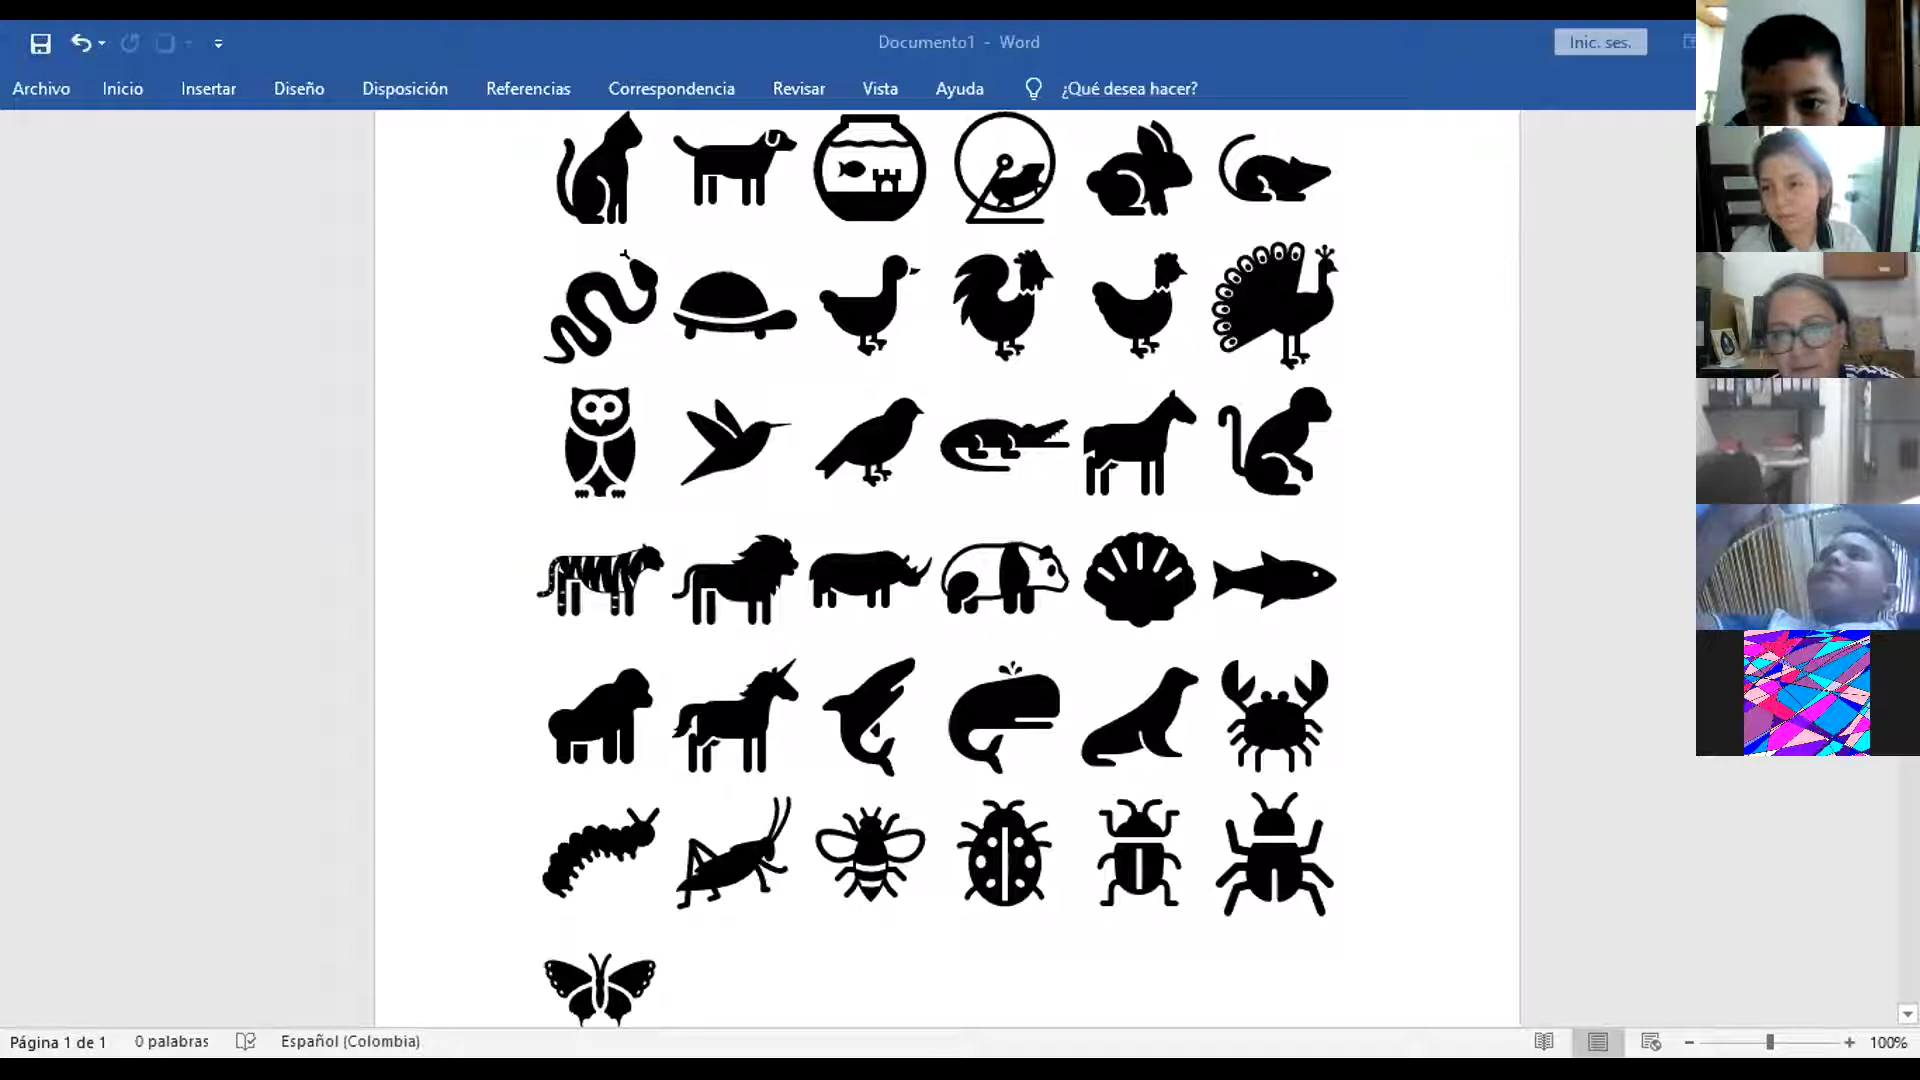 Documento1 - Word
Inic. ses.
Archivo Inicio Insertar Diseño Disposición Referencias Correspondencia Revisar Vista Ayuda ¿Qué desea hacer?
Página 1 de 1 0 palabras Español (Colombia) 100%